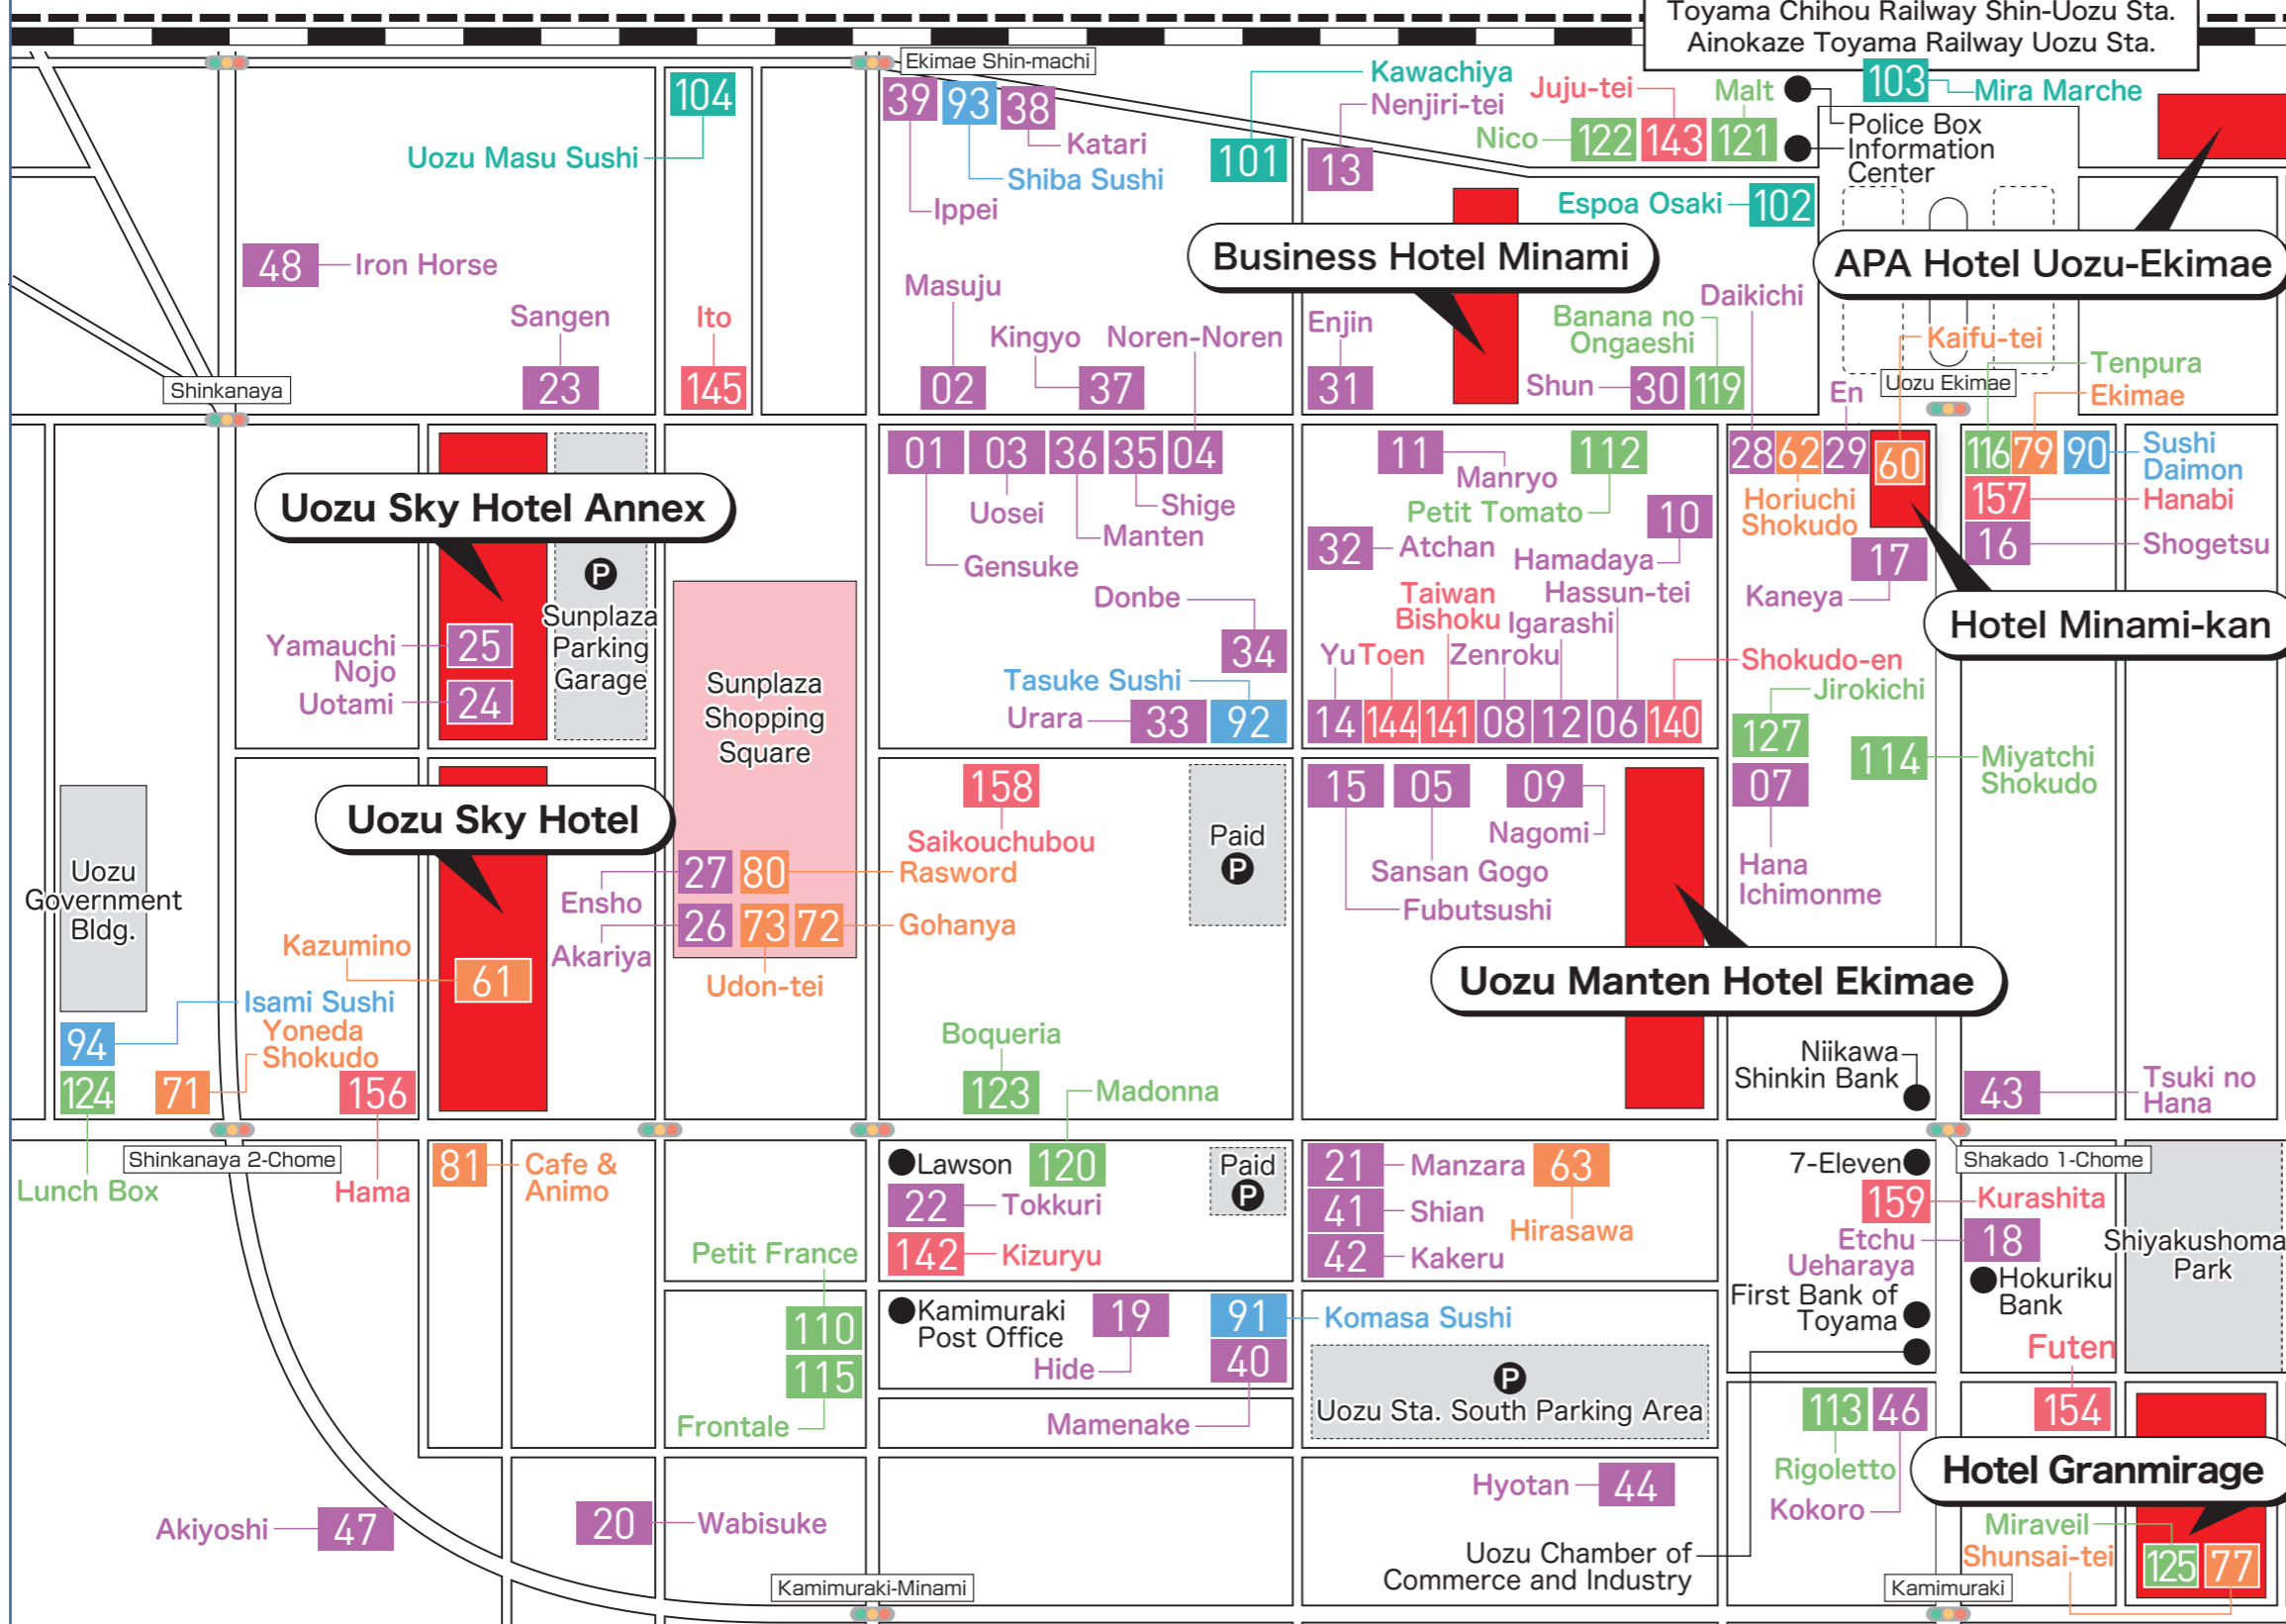 Toyama Chihou Railway Shin-Uozu Sta.
Ainokaze Toyama Railway Uozu Sta.
Ekimae Shin-machi
104
Uozu Masu Sushi
39
93
38
Katari
Shiba Sushi
Ippei
101
Kawachiya
Nenjiri-tei
13
Juju-tei
Malt
Nico
122
143
121
103
Mira Marche
Police Box
Information
Center
Espoa Osaki
102
48
Iron Horse
Business Hotel Minami
APA Hotel Uozu-Ekimae
Sangen
23
Ito
145
Masuju
02
Kingyo
37
Noren-Noren
Enjin
31
Daikichi
Banana no
Ongaeshi
Shun
30
119
Kaifu-tei
Uozu Ekimae
En
Tenpura
Ekimae
Shinkanaya
01
03
36
35
04
Uosei
Shige
Manten
Gensuke
11
Manryo
112
Petit Tomato
10
32
Atchan
Hamadaya
28
62
29
60
Horiuchi
Shokudo
17
Kaneya
116
79
90
Sushi
Daimon
157
Hanabi
16
Shogetsu
Uozu Sky Hotel Annex
P
Sunplaza
Parking
Garage
Yamauchi
Nojo
25
Uotami
24
Sunplaza
Shopping
Square
Donbe
34
Tasuke Sushi
Urara
33
92
Hassun-tei
Taiwan
Bishoku
Igarashi
Yu
Toen
Zenroku
14
144
141
08
12
06
140
Shokudo-en
Jirokichi
127
114
Miyatchi
Shokudo
07
Hana
Ichimonme
Hotel Minami-kan
Uozu Sky Hotel
Uozu
Government
Bldg.
158
Saikouchubou
Paid
P
15
05
09
Nagomi
Sansan Gogo
Fubutsushi
27
80
Rasword
Ensho
26
73
72
Gohanya
Akariya
Udon-tei
Kazumino
61
Isami Sushi
94
Yoneda
Shokudo
124
71
156
Uozu Manten Hotel Ekimae
Boqueria
123
Madonna
Niikawa
Shinkin Bank
43
Tsuki no
Hana
Shinkanaya 2-Chome
Lunch Box
Hama
81
Cafe &
Animo
Lawson
120
22
Tokkuri
142
Kizuryu
Paid
P
21
Manzara
63
41
Shian
Hirasawa
42
Kakeru
7-Eleven
Shakado 1-Chome
159
Kurashita
Etchu
Ueharaya
18
Hokuriku
Bank
First Bank of
Toyama
Shiyakushomae
Park
Petit France
110
115
Frontale
Kamimuraki
Post Office
19
Hide
91
Komasa Sushi
40
Mamenake
P
Uozu Sta. South Parking Area
Futen
154
113
46
Rigoletto
Kokoro
Hotel Granmirage
Hyotan
44
Akiyoshi
47
20
Wabisuke
Uozu Chamber of
Commerce and Industry
Miraveil
Shunsai-tei
125
77
Kamimuraki-Minami
Kamimuraki